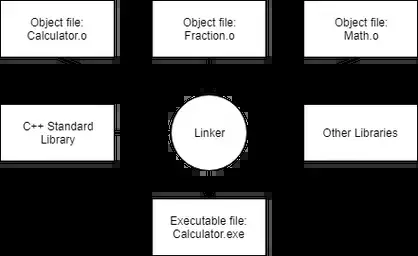 Object file:
Calculator.o
Object file:
Fraction.o
Object file:
Math.o
C++ Standard
Library
Linker
Other Libraries
Executable file:
Calculator.exe